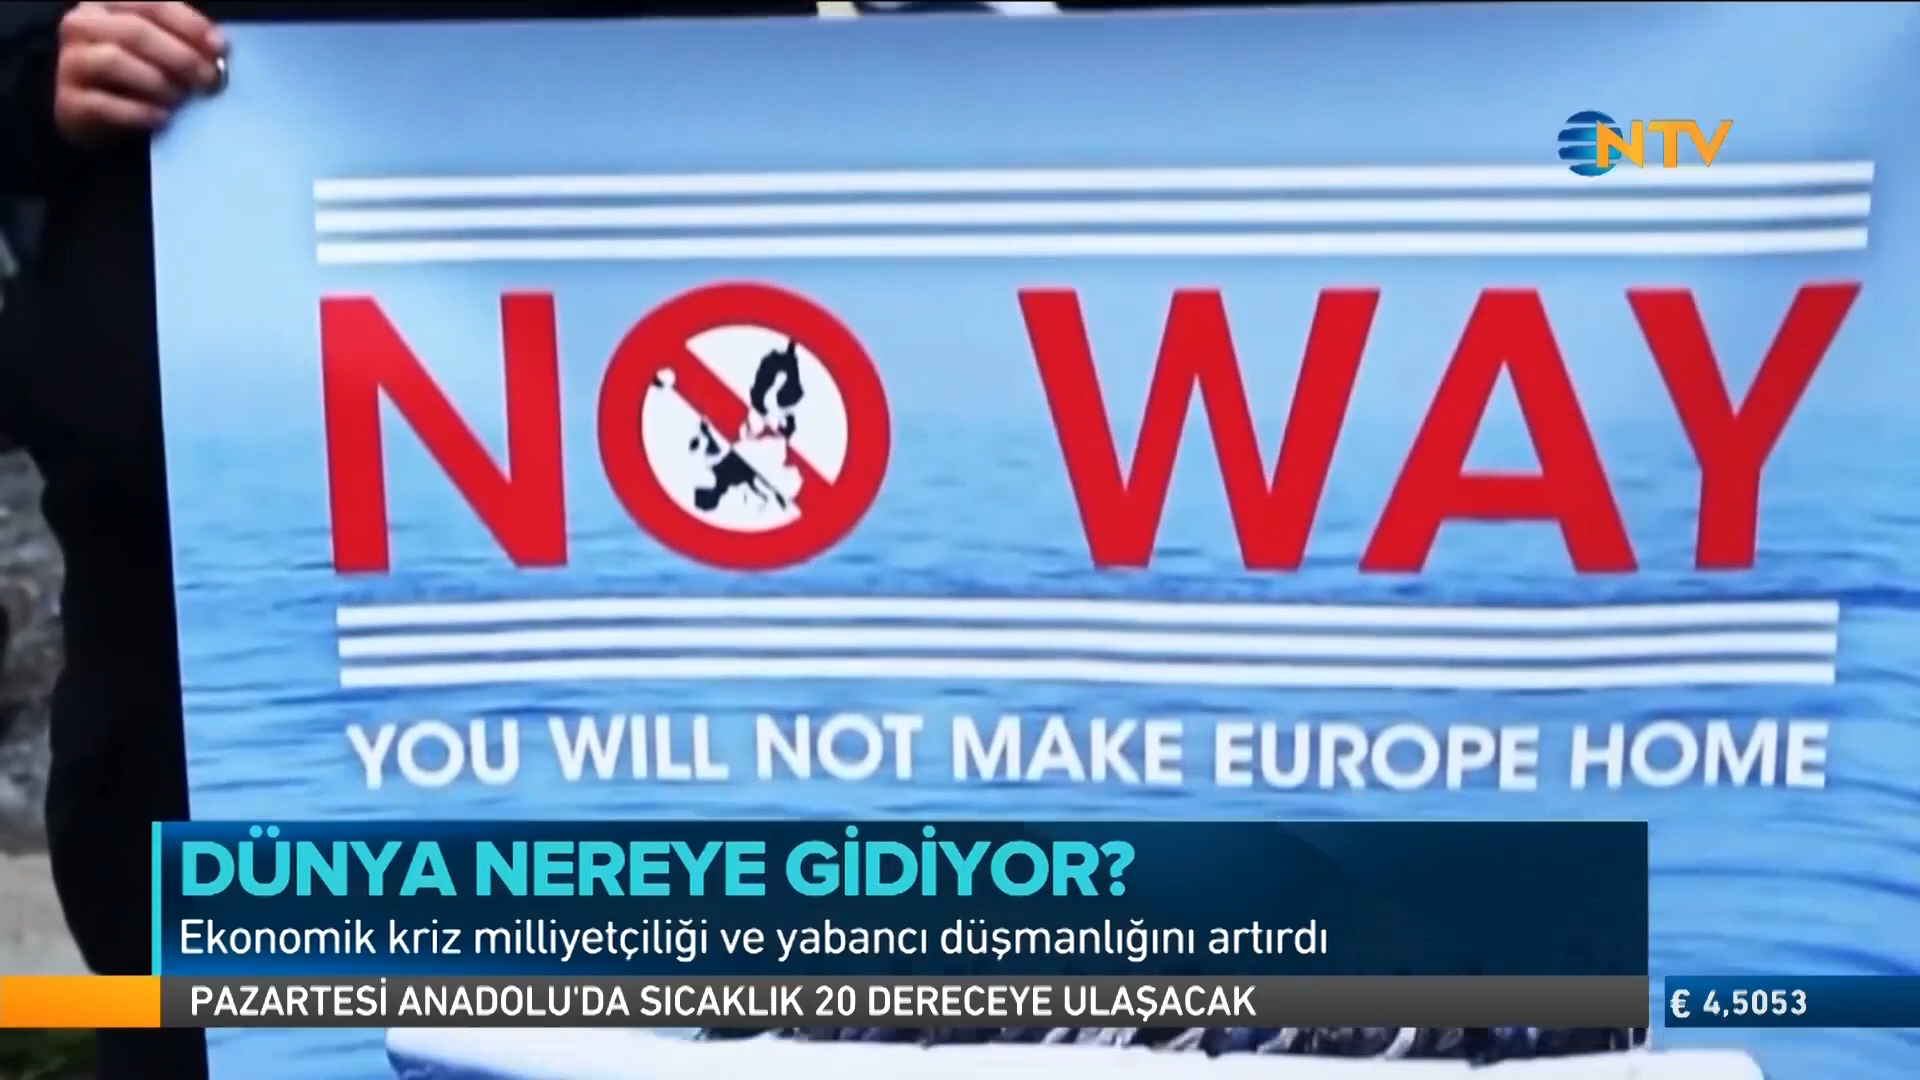 NTV
NO WAY
YOU WILL NOT MAKE EUROPE HOME
DÜNYA NEREYE GİDİYOR?
Ekonomik kriz milliyetçiliği ve yabancı düşmanlığını artırdı
PAZARTESİ ANADOLU'DA SICAKLIK 20 DERECEYE ULAŞACAK
€ 4,5053